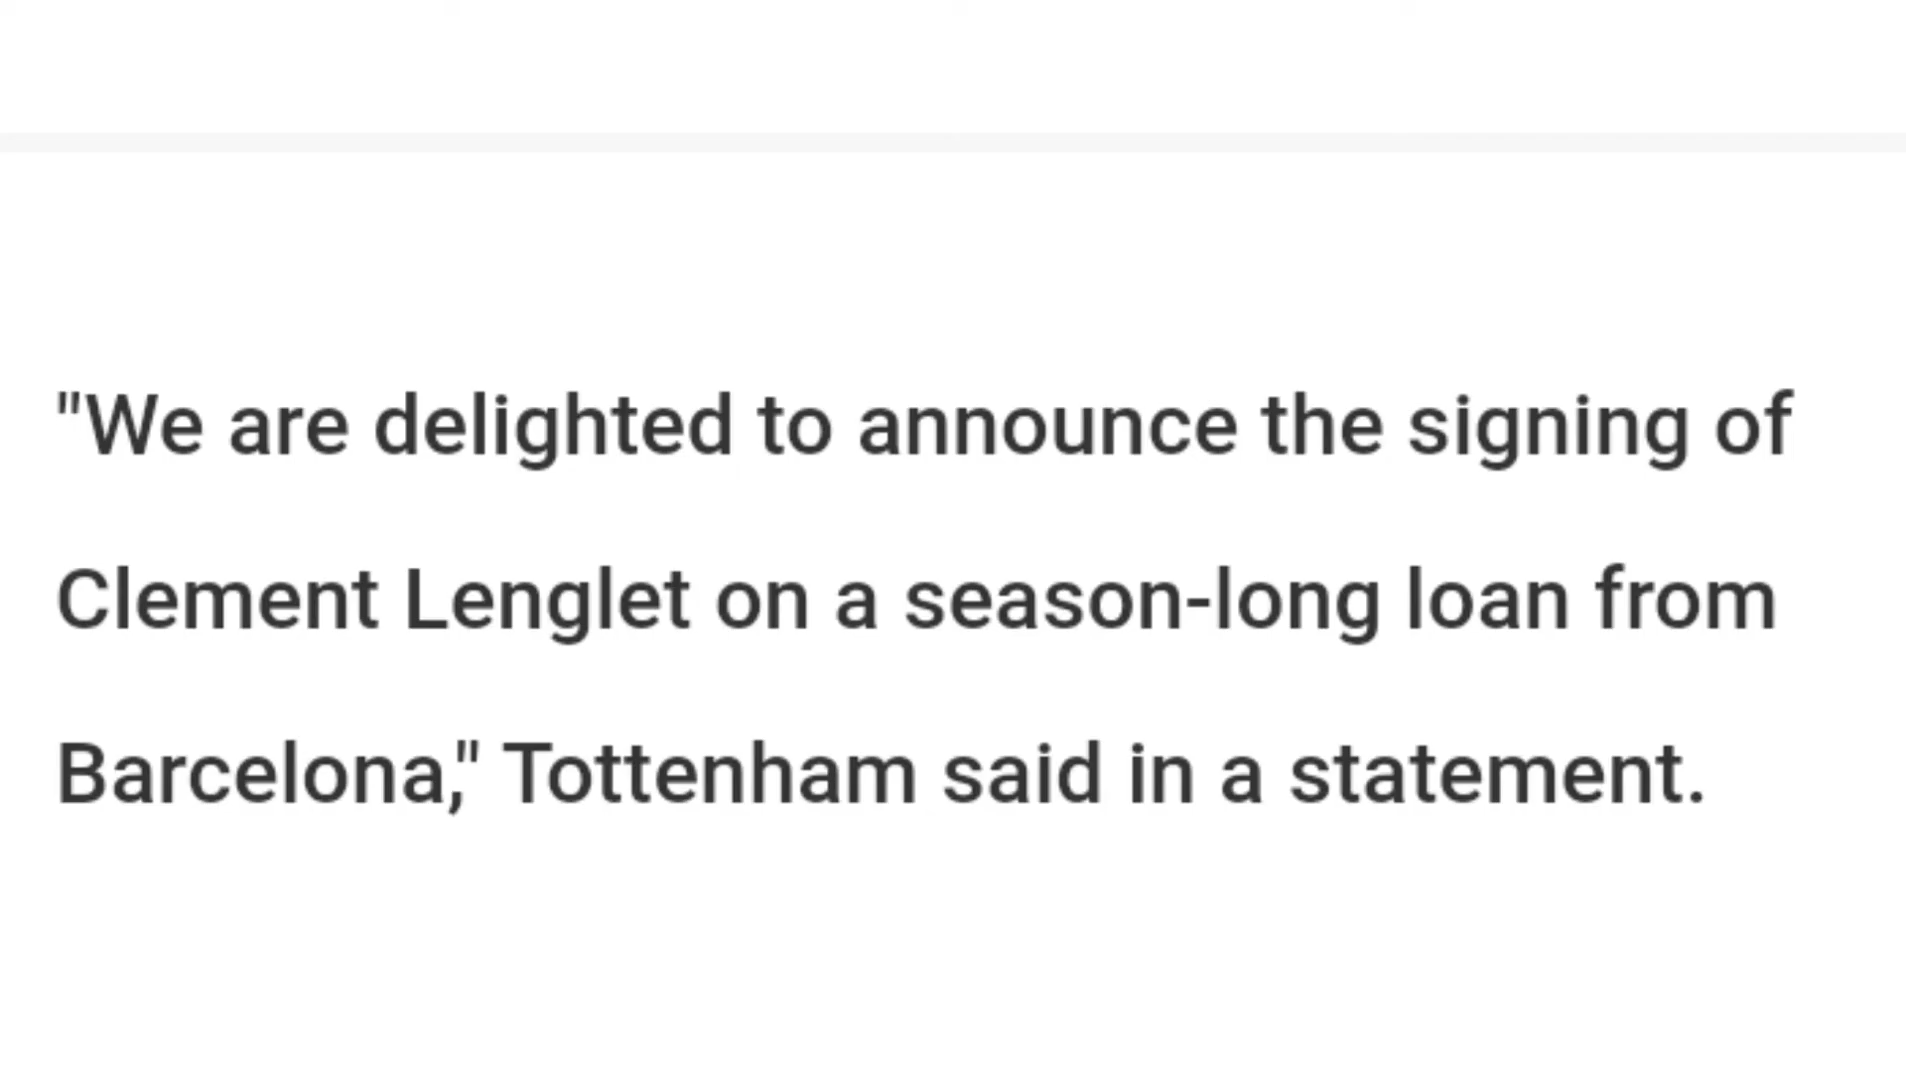 "We are delighted to announce the signing of
Clement Lenglet on a season-long loan from
Barcelona," Tottenham said in a statement.